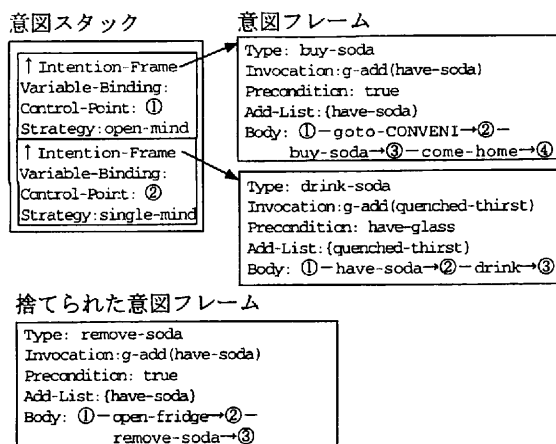 意図スタック
↑Intention-Frame
Variable-Binding:
Control-Point: ①
Strategy:open-mind
↑Intention-Frame
Variable-Binding:
Control-Point: ②
Strategy:single-mind
意図フレーム
Type: buy-soda
Invocation:g-add(have-soda)
Precondition: true
Add-List:{have-soda}
Body: ①－goto-CONVENI→②－
buy-soda→③－come-home→④
Type: drink-soda
Invocation:g-add(quenched-thirst)
Precondition: have-glass
Add-List:{quenched-thirst}
Body: ①－have-soda→②－drink→③
捨てられた意図フレーム
Type: remove-soda
Invocation:g-add(have-soda)
Precondition: true
Add-List:{have-soda}
Body: ①－open-fridge→②－
remove-soda→③